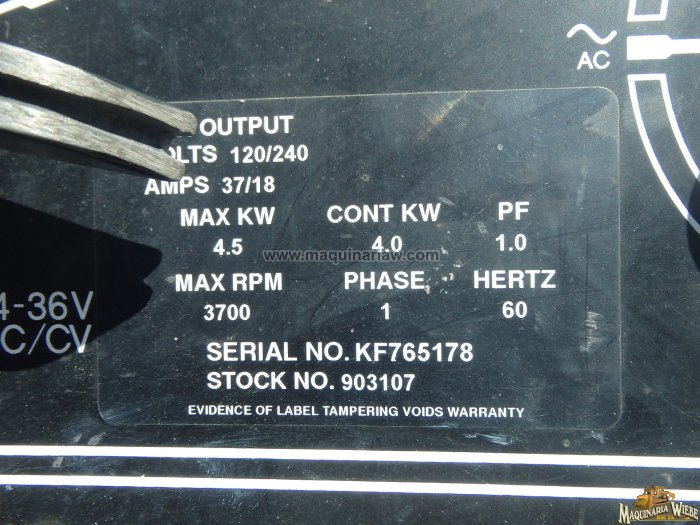 AC
OUTPUT
VOLTS 120/240
AMPS 37/18
MAX KW CONT KW PF
4.5 4.0 1.0
www.maquinariaw.com
MAX RPM PHASE HERTZ
3700 1 60
4-36V
C/CV
SERIAL NO. KF765178
STOCK NO. 903107
EVIDENCE OF LABEL TAMPERING VOIDS WARRANTY
MAQUINARIA WIEBE